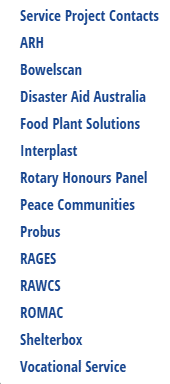 Service Project Contacts
ARH
Bowelscan
Disaster Aid Australia
Food Plant Solutions
Interplast
Rotary Honours Panel
Peace Communities
Probus
RAGES
RAWCS
ROMAC
Shelterbox
Vocational Service